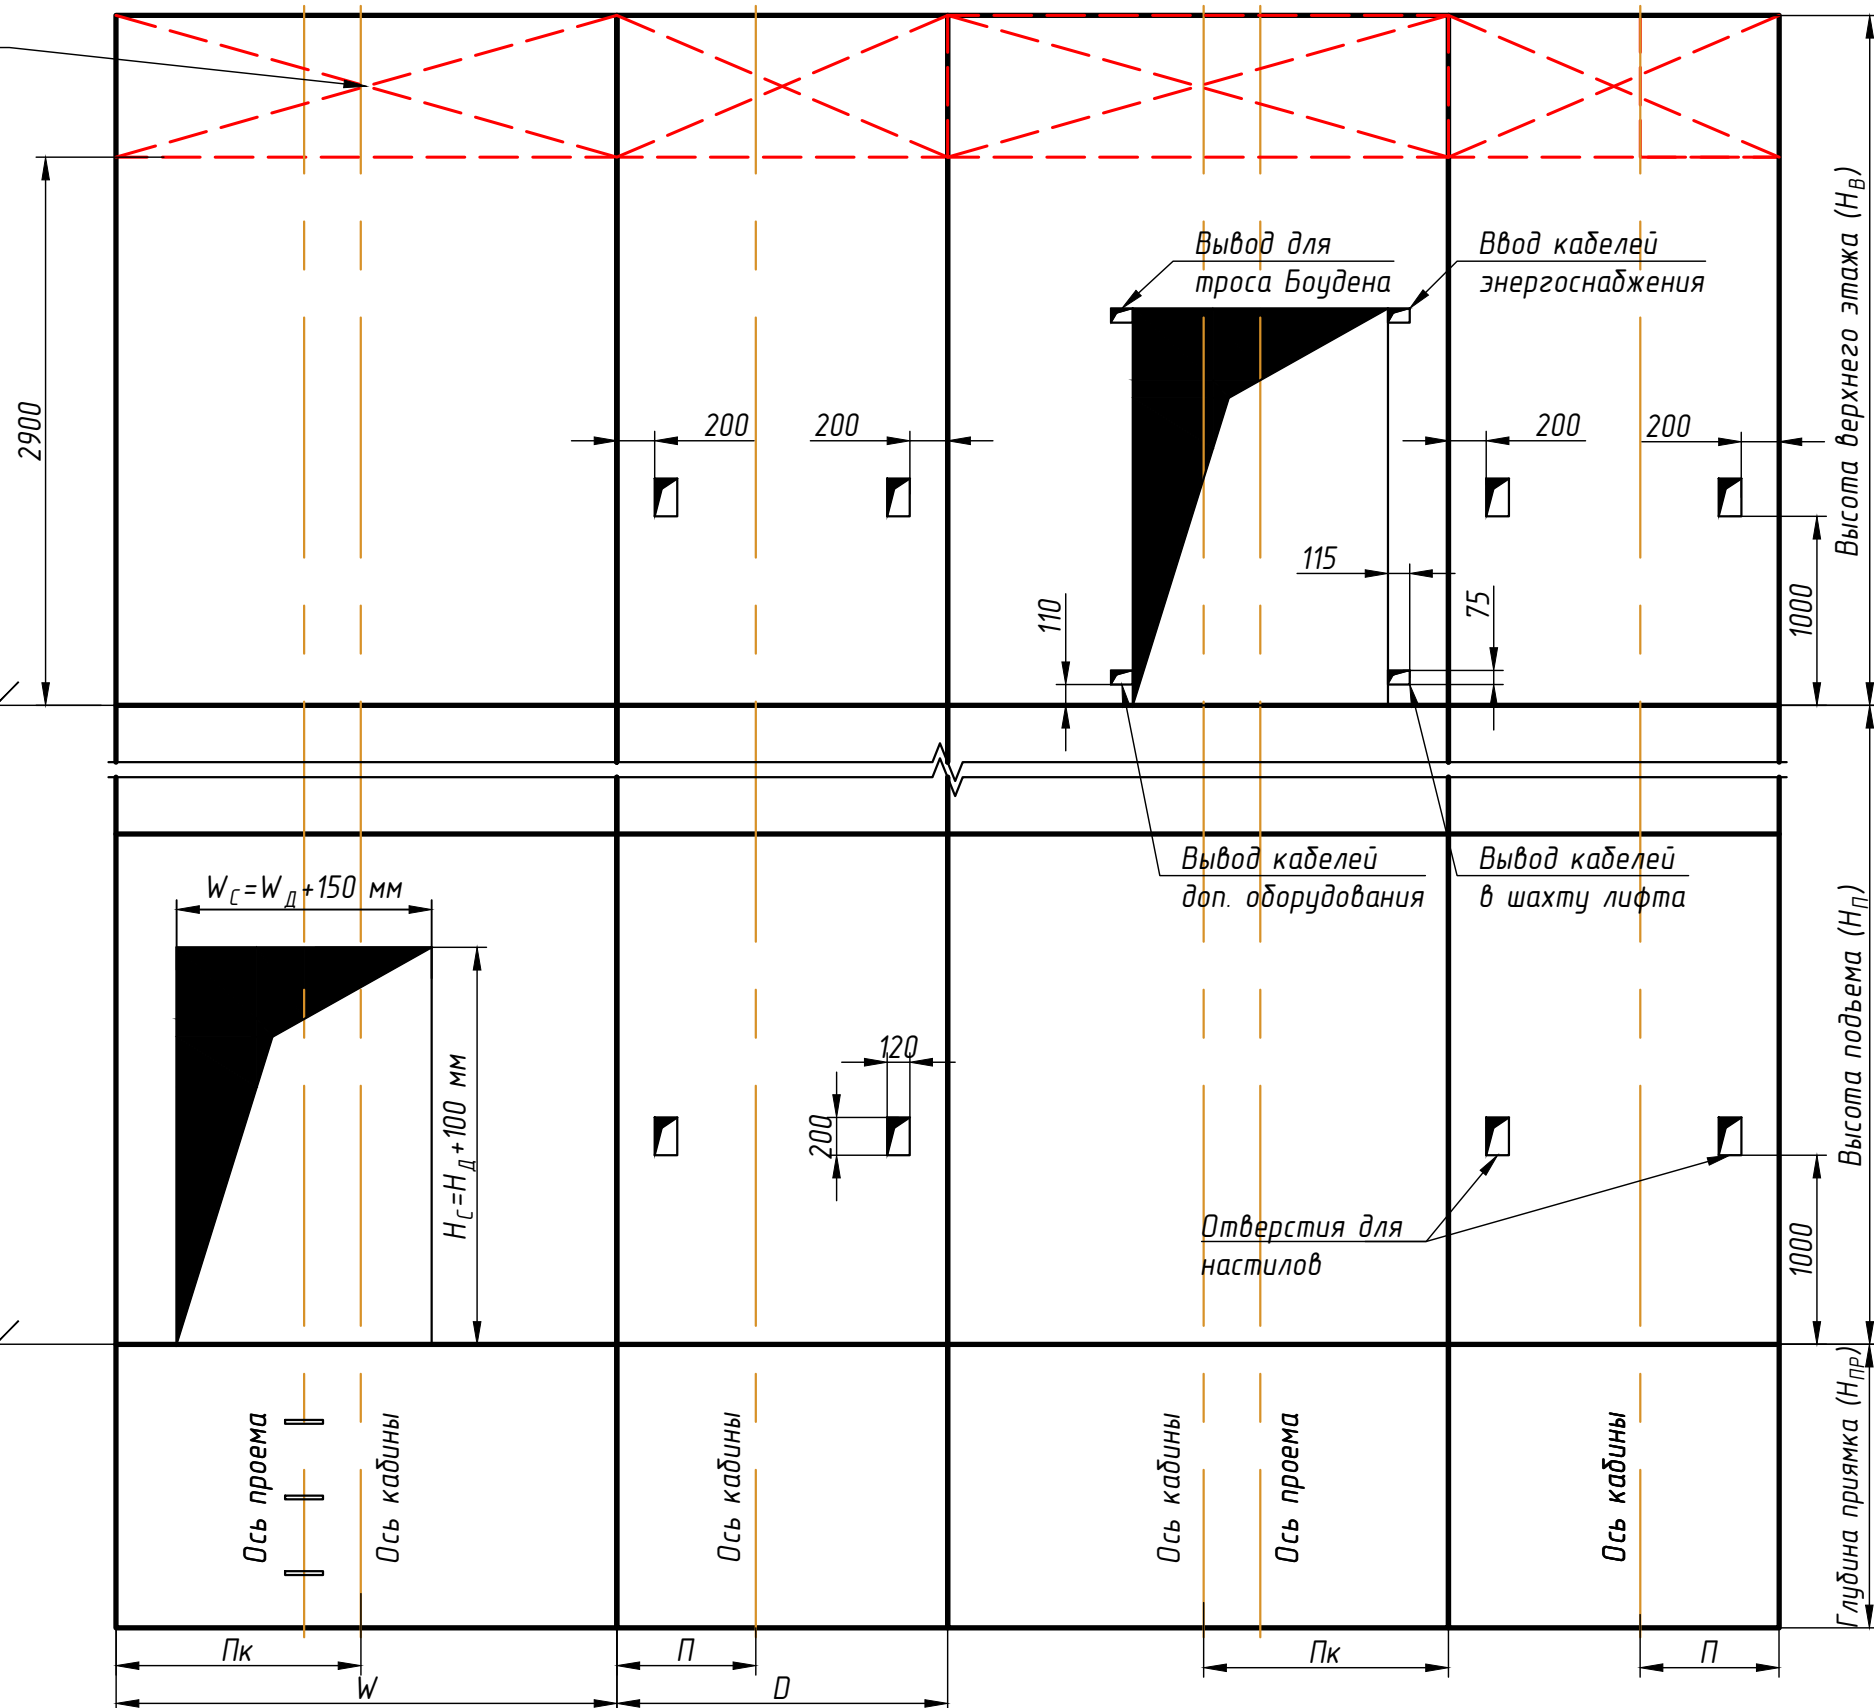 Вывод для
троса Боудена
Ввод кабелей
энергоснабжения
Высота верхнего этажа (HВ)
2900
200
200
200
200
115
110
75
1000
Вывод кабелей
доп. оборудования
Вывод кабелей
в шахту лифта
WС=WД+150 мм
HС=HД+100 мм
120
200
Высота подъема (HП)
Отверстия для
настилов
1000
Ось проема
Ось кабины
Ось кабины
Ось кабины
Ось проема
Ось кабины
Глубина приямка (HПР)
Пк
П
Пк
П
W
D